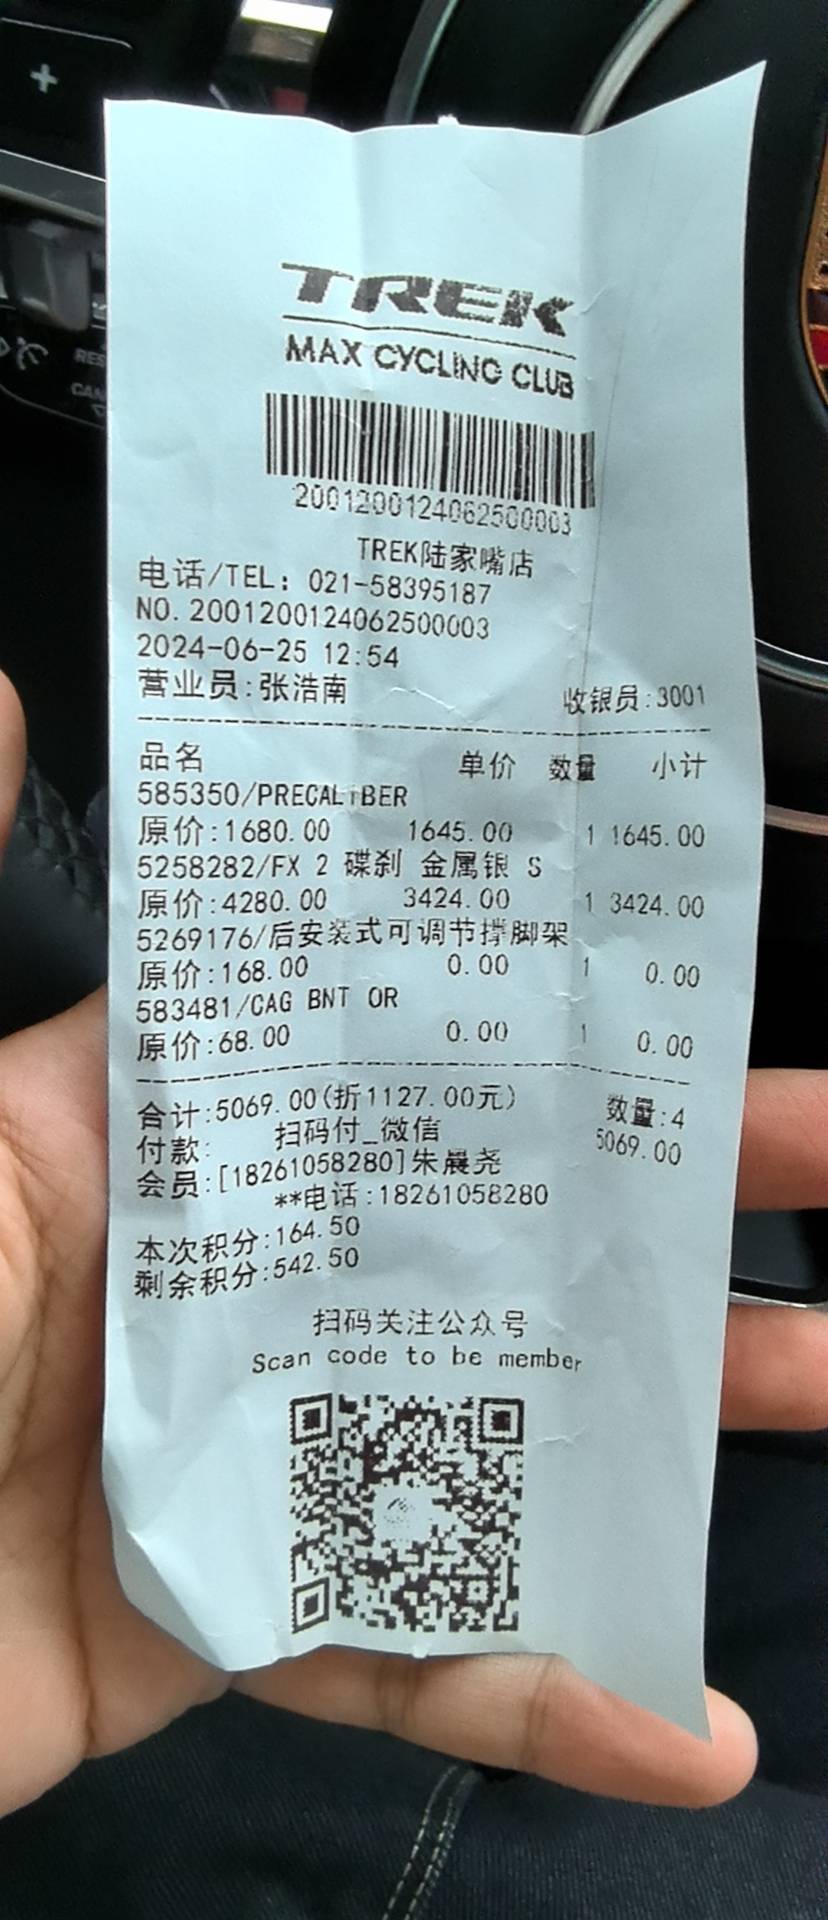 TREK
MAX CYCLING CLUB
2001200124062500003
TREK陆家嘴店
电话/TEL: 021-58395187
NO.2001200124062500003
2024-06-25 12:54
营业员:张浩南 收银员:3001
品名 单价 数量 小计
585350/PRECALIBER
原价:1680.00 1645.00 1 1645.00
5258282/FX 2 碟刹 金属银 S
原价:4280.00 3424.00 1 3424.00
5269176/后安装式可调节撑脚架
原价:168.00 0.00 1 0.00
583481/CAG BNT OR
原价:68.00 0.00 1 0.00
合计:5069.00(折1127.00元) 数量:4
付款: 扫码付_微信 5069.00
会员:[18261058280]朱晨尧
**电话:18261058280
本次积分:164.50
剩余积分:542.50
扫码关注公众号
Scan code to be member